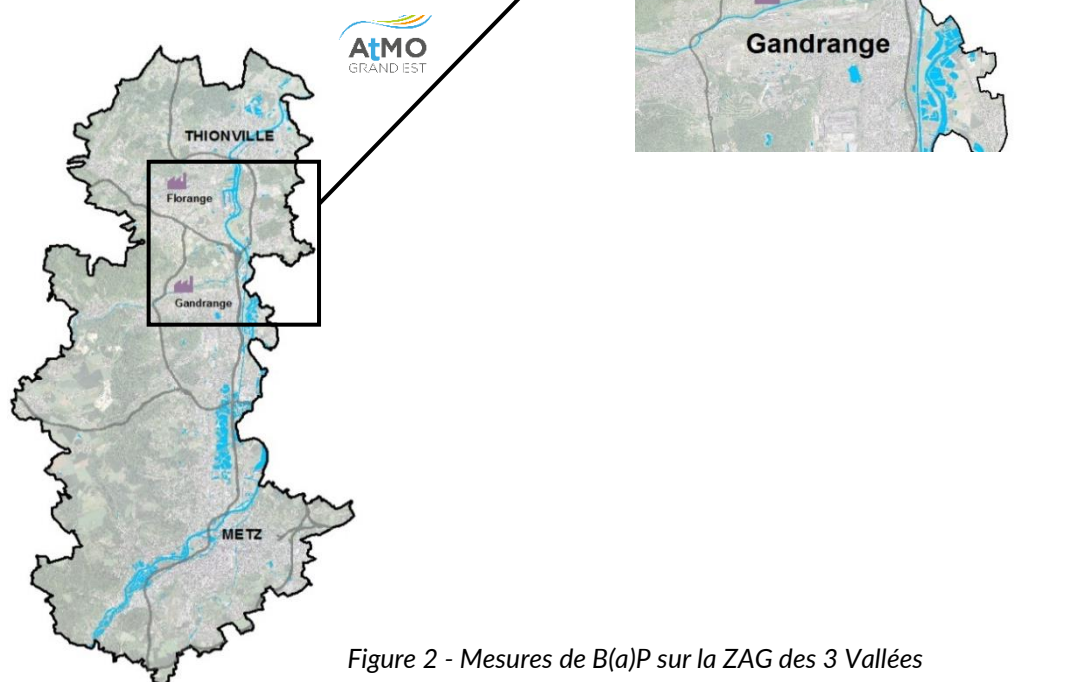 AtMO
GRAND EST
Gandrange
THIONVILLE
Florange
Gandrange
METZ
Figure 2 - Mesures de B(a)P sur la ZAG des 3 Vallées